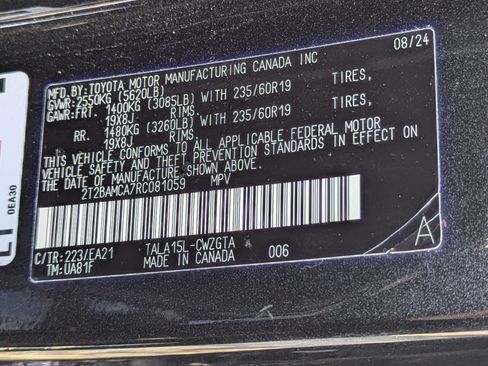 MFD.BY:TOYOTA MOTOR MANUFACTURING CANADA INC 08/24
GVWR:2550KG (5620LB)
GAWR:FRT. 1400KG (3085LB) WITH 235/60R19 TIRES,
19X8J RIMS
RR. 1480KG (3260LB) WITH 235/60R19 TIRES,
19X8J RIMS
THIS VEHICLE CONFORMS TO ALL APPLICABLE FEDERAL MOTOR
VEHICLE SAFETY AND THEFT PREVENTION STANDARDS IN EFFECT ON
THE DATE OF MANUFACTURE SHOWN ABOVE.
2T2BAMCA7RC081059 MPV
C/TR:223/EA21 TALA15L-CWZGTA 006
TM:UA81F MADE IN CANADA
A
0EA30